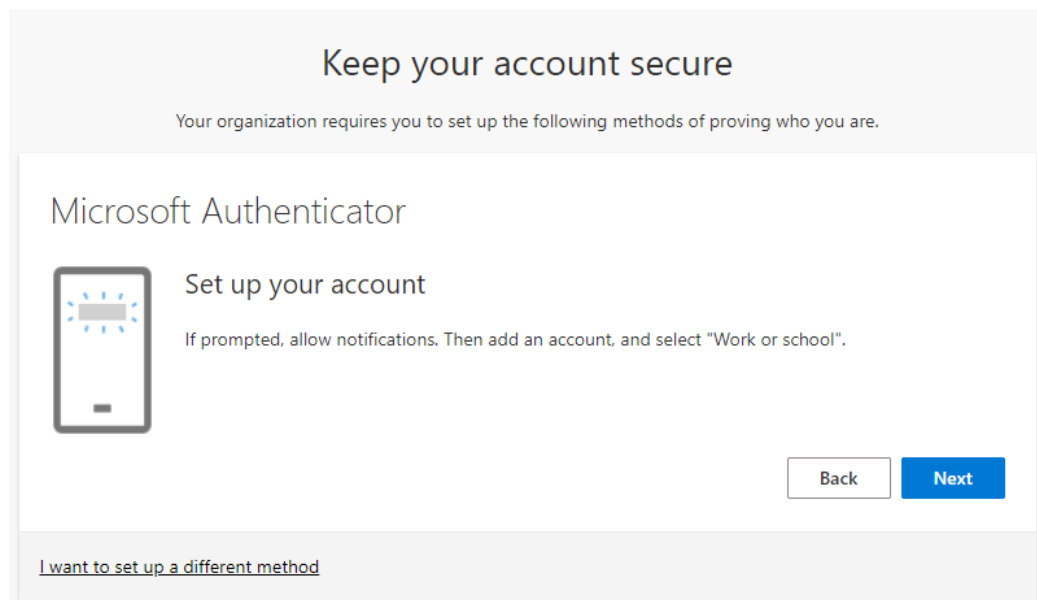 Keep your account secure
Your organization requires you to set up the following methods of proving who you are.
Microsoft Authenticator
Set up your account
If prompted, allow notifications. Then add an account, and select "Work or school".
Back Next
I want to set up a different method